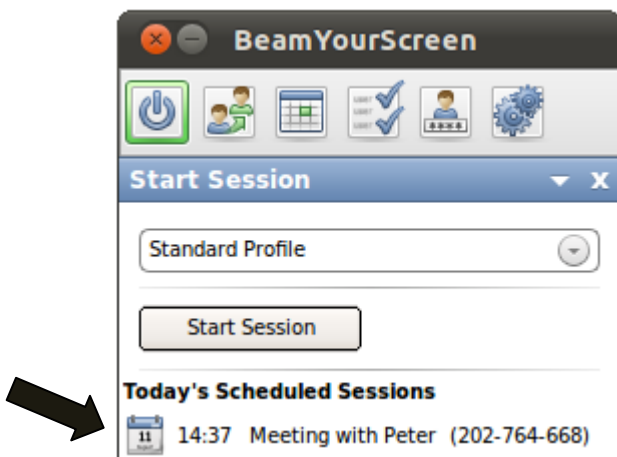 BeamYourScreen
Start Session
x
Standard Profile
Start Session
Today's Scheduled Sessions
11 14:37 Meeting with Peter (202-764-668)